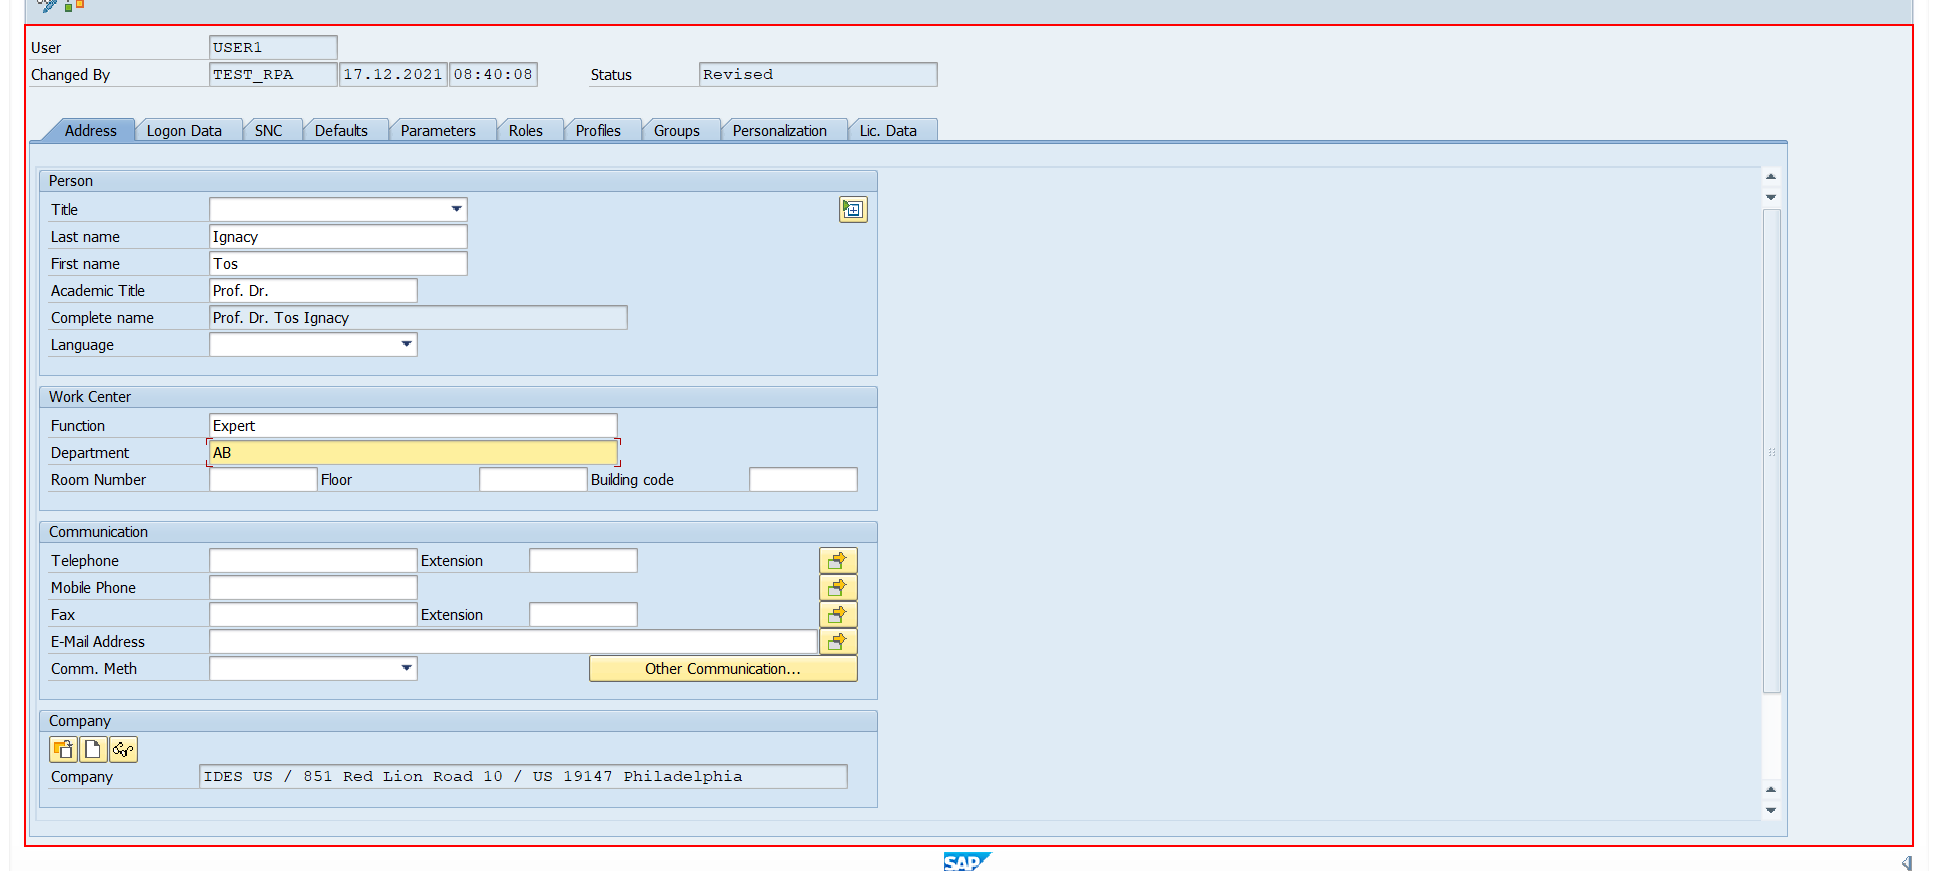 User USER1
Changed By TEST_RPA 17.12.2021 08:40:08 Status Revised
Address Logon Data SNC Defaults Parameters Roles Profiles Groups Personalization Lic. Data
Person
Title
Last name Ignacy
First name Tos
Academic Title Prof. Dr.
Complete name Prof. Dr. Tos Ignacy
Language
Work Center
Function Expert
Department AB
Room Number Floor Building code
Communication
Telephone Extension
Mobile Phone
Fax Extension
E-Mail Address
Comm. Meth Other Communication...
Company
Company IDES US / 851 Red Lion Road 10 / US 19147 Philadelphia
SAP